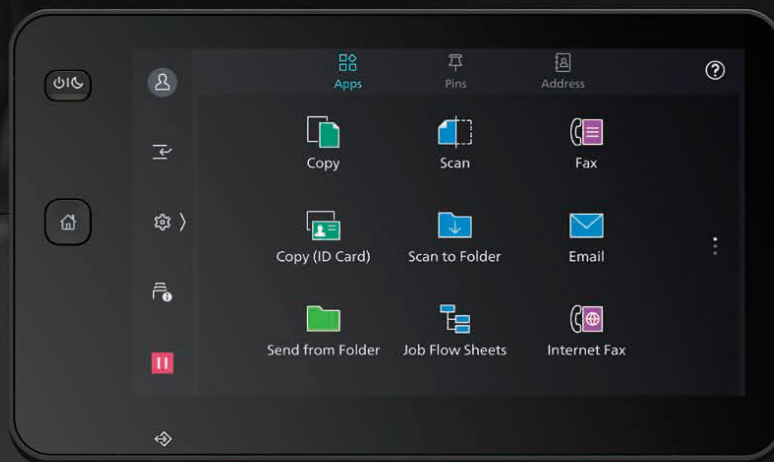 Apps Pins Address
Copy Scan Fax
Copy (ID Card) Scan to Folder Email
Send from Folder Job Flow Sheets Internet Fax